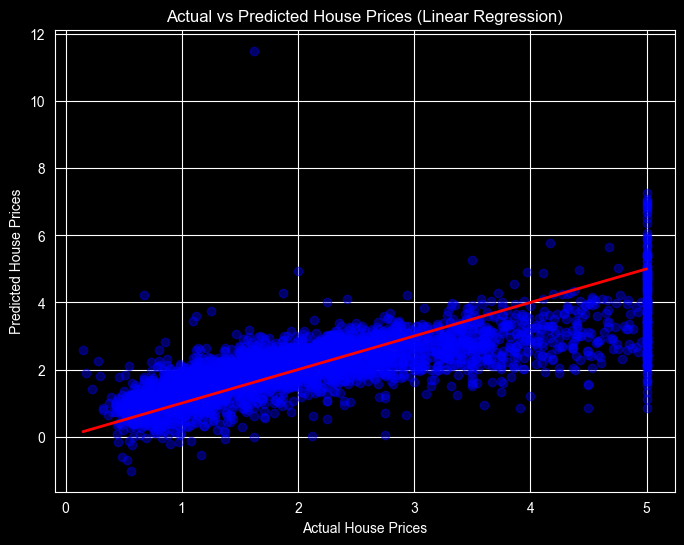 Actual vs Predicted House Prices (Linear Regression)
12
10
8
6
4
2
0
Predicted House Prices
0 1 2 3 4 5
Actual House Prices